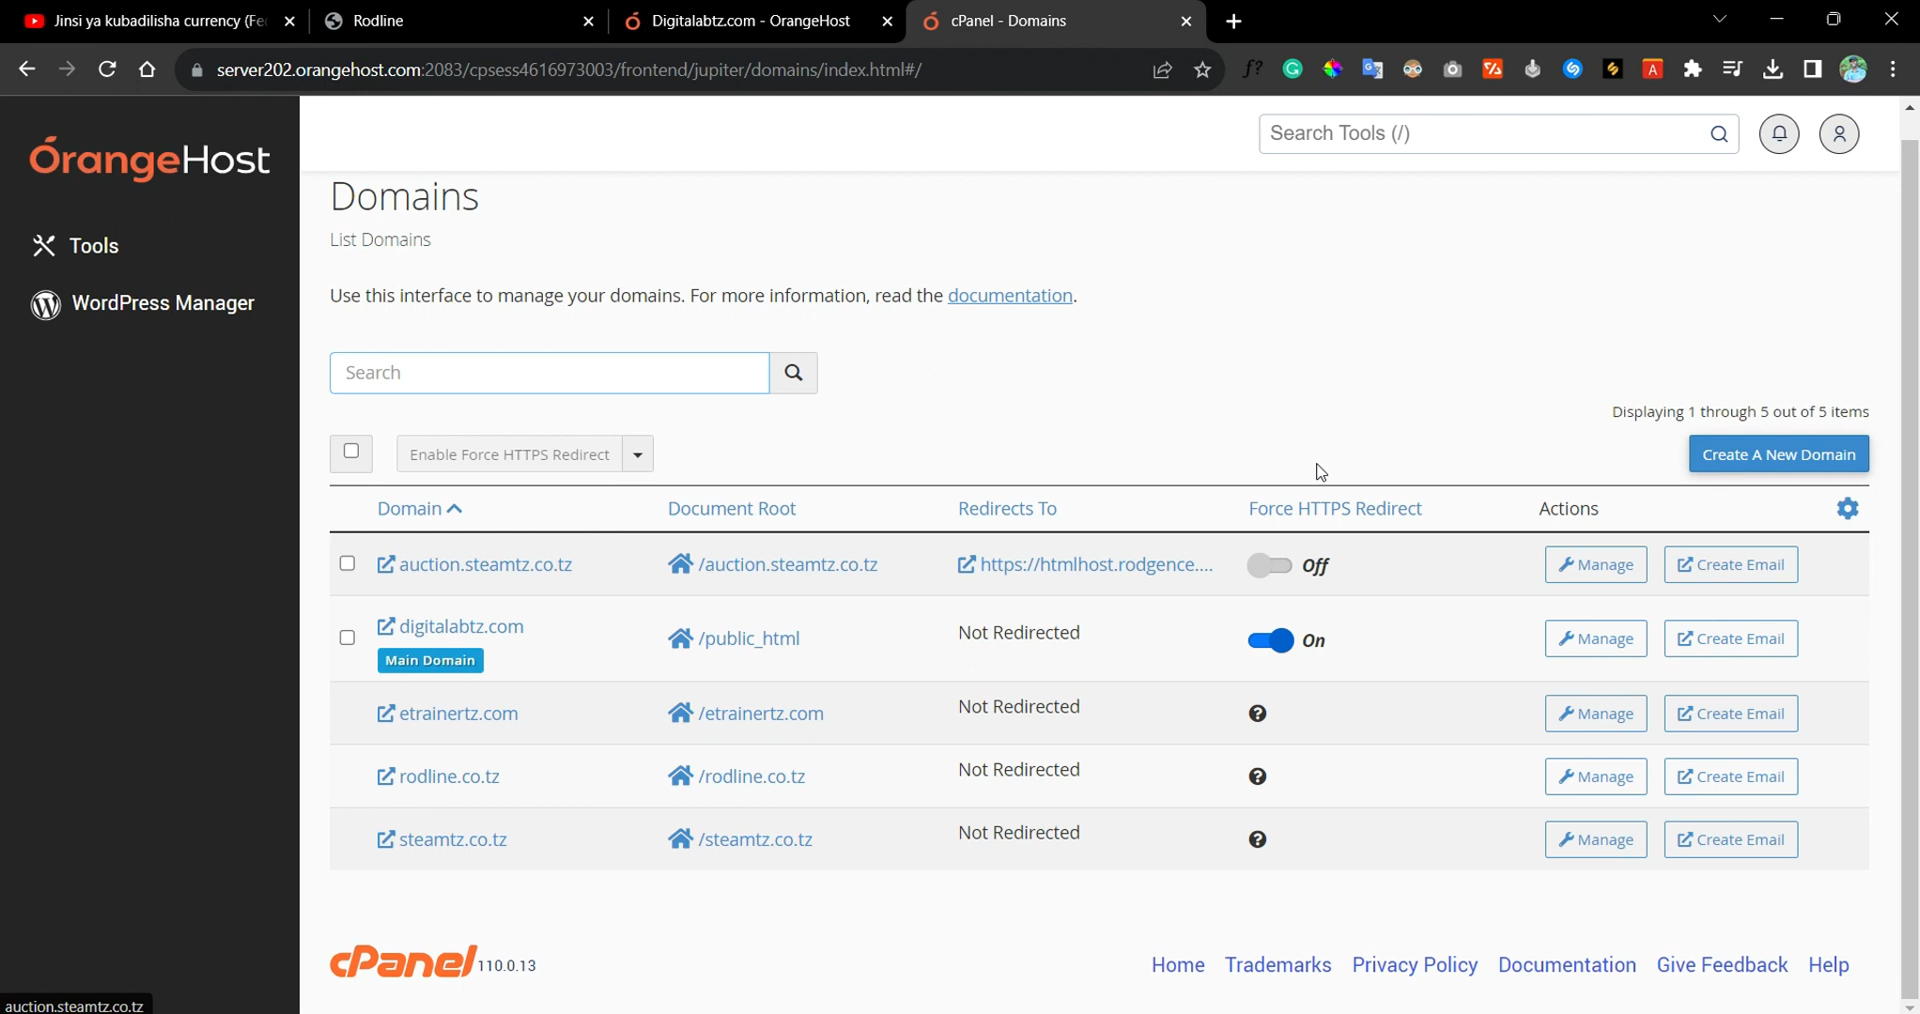 Jinsi ya kubadilisha currency (Fe
Rodline
Digitalabtz.com - OrangeHost
cPanel - Domains
server202.orangehost.com:2083/cpsess4616973003/frontend/jupiter/domains/index.html#/
OrangeHost
Search Tools (/)
Tools
WordPress Manager
Domains
List Domains
Use this interface to manage your domains. For more information, read the documentation.
Search
Displaying 1 through 5 out of 5 items
Enable Force HTTPS Redirect
Create A New Domain
Domain Document Root Redirects To Force HTTPS Redirect Actions
auction.steamtz.co.tz /auction.steamtz.co.tz https://htmlhost.rodgence.... Off Manage Create Email
digitalabtz.com /public_html Not Redirected On Manage Create Email
Main Domain
etrainertz.com /etrainertz.com Not Redirected Manage Create Email
rodline.co.tz /rodline.co.tz Not Redirected Manage Create Email
steamtz.co.tz /steamtz.co.tz Not Redirected Manage Create Email
cPanel 110.0.13
Home Trademarks Privacy Policy Documentation Give Feedback Help
auction.steamtz.co.tz